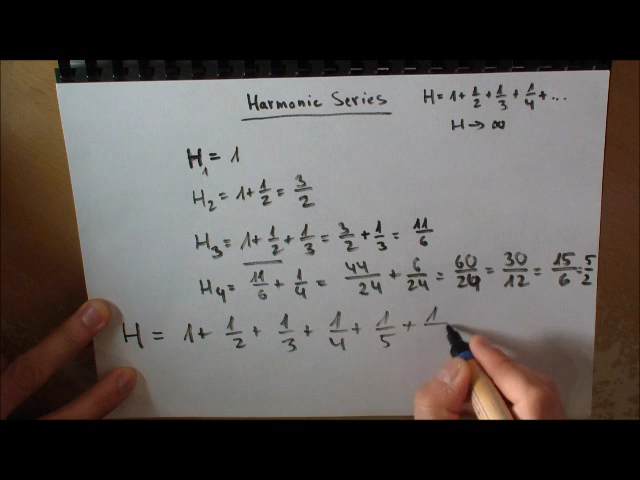 Harmonic Series
H = 1 + 1/2 + 1/3 + 1/4 + ...
H → ∞
H₁ = 1
H₂ = 1 + 1/2 = 3/2
H₃ = 1 + 1/2 + 1/3 = 3/2 + 1/3 = 11/6
H₄ = 11/6 + 1/4 = 44/24 + 6/24 = 60/24 = 30/12 = 15/6 = 5/2
H = 1 + 1/2 + 1/3 + 1/4 + 1/5 + 1/